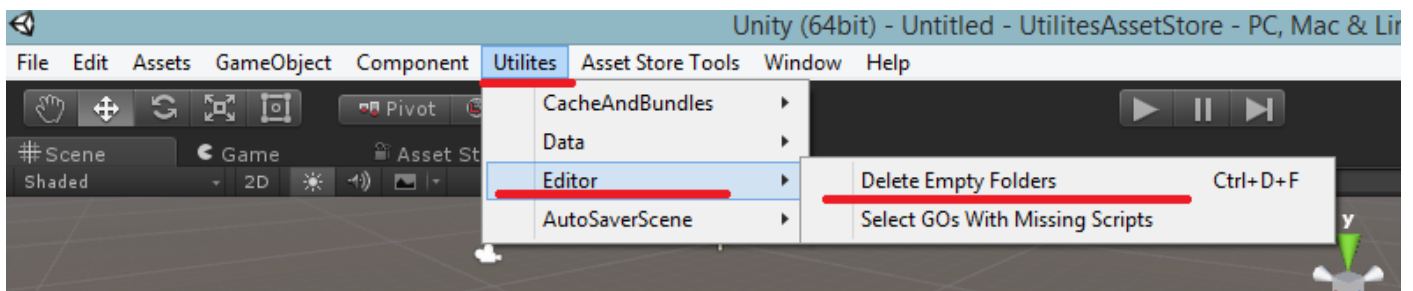 Unity (64bit) - Untitled - UtilitesAssetStore - PC, Mac & Lin
File Edit Assets GameObject Component Utilites Asset Store Tools Window Help
Pivot CacheAndBundles
Data
#Scene Game Asset St
Shaded 2D Editor Delete Empty Folders Ctrl+D+F
AutoSaverScene Select GOs With Missing Scripts y